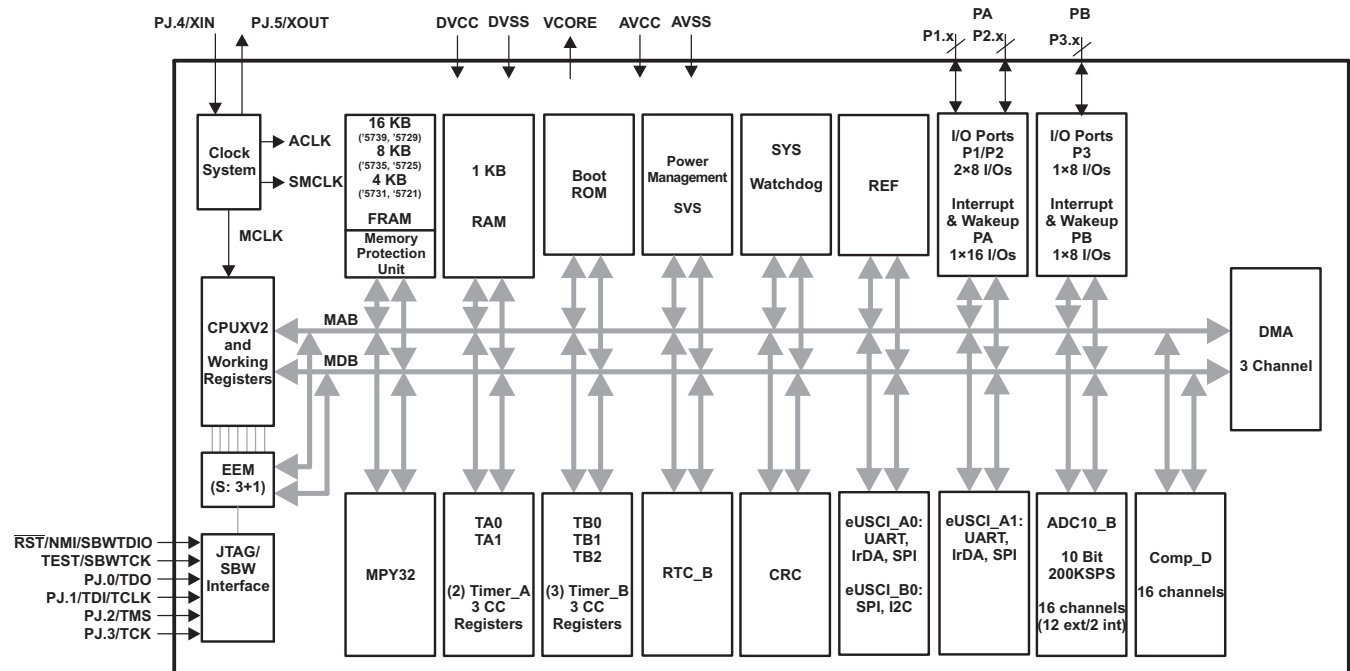 PJ.4/XIN
PJ.5/XOUT
DVCC
DVSS
VCORE
AVCC
AVSS
PA
P1.x
P2.x
PB
P3.x
Clock
System
ACLK
SMCLK
MCLK
16 KB
('5739, '5729)
8 KB
('5735, '5725)
4 KB
('5731, '5721)
FRAM
Memory
Protection
Unit
1 KB
RAM
Boot
ROM
Power
Management
SVS
SYS
Watchdog
REF
I/O Ports
P1/P2
2×8 I/Os
Interrupt
& Wakeup
PA
1×16 I/Os
I/O Ports
P3
1×8 I/Os
Interrupt
& Wakeup
PB
1×8 I/Os
CPUXV2
and
Working
Registers
MAB
MDB
DMA
3 Channel
EEM
(S: 3+1)
RST/NMI/SBWTDIO
TEST/SBWTCK
PJ.0/TDO
PJ.1/TDI/TCLK
PJ.2/TMS
PJ.3/TCK
JTAG/
SBW
Interface
MPY32
TA0
TA1
(2) Timer_A
3 CC
Registers
TB0
TB1
TB2
(3) Timer_B
3 CC
Registers
RTC_B
CRC
eUSCI_A0:
UART,
IrDA, SPI
eUSCI_B0:
SPI, I2C
eUSCI_A1:
UART,
IrDA, SPI
ADC10_B
10 Bit
200KSPS
16 channels
(12 ext/2 int)
Comp_D
16 channels